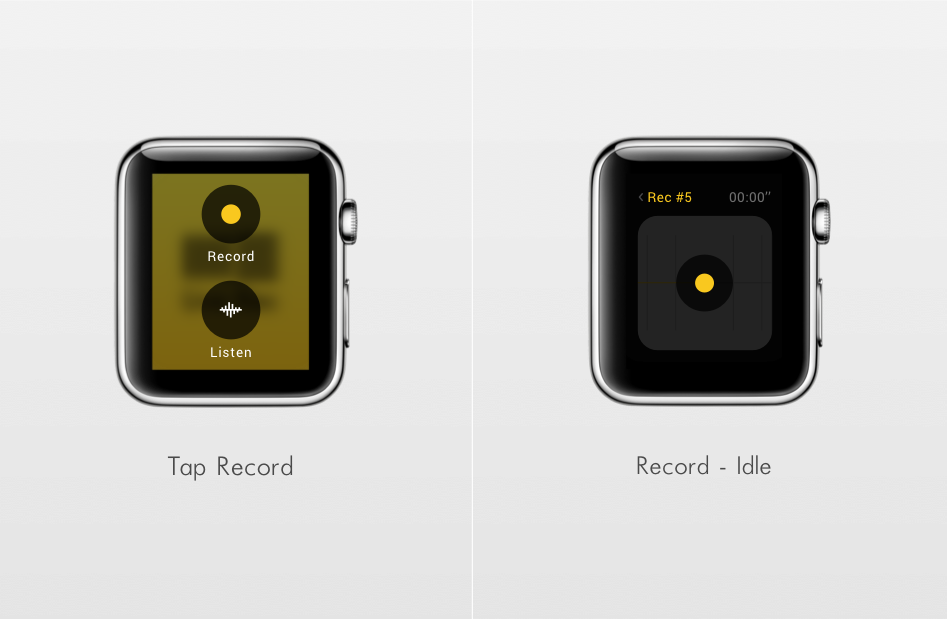 Record
Listen
Tap Record
‹ Rec #5 00:00’’
Record - Idle